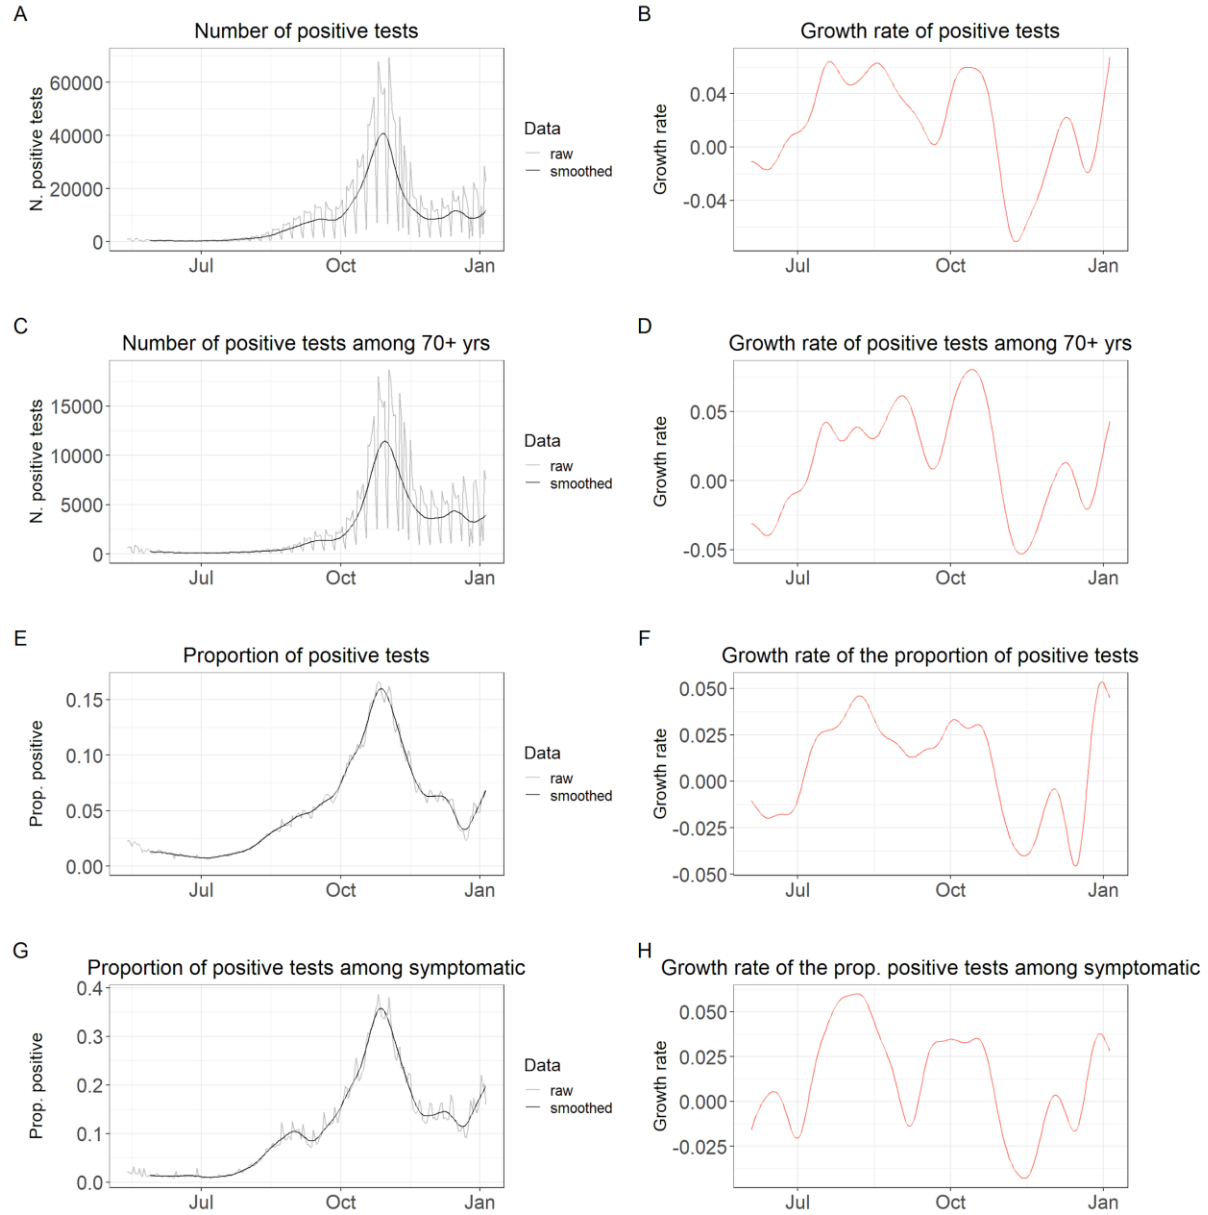 A
Number of positive tests
N. positive tests
60000
40000
20000
0
Jul
Oct
Jan
Data
raw
smoothed
B
Growth rate of positive tests
Growth rate
0.04
0.00
-0.04
Jul
Oct
Jan
C
Number of positive tests among 70+ yrs
N. positive tests
15000
10000
5000
0
Jul
Oct
Jan
Data
raw
smoothed
D
Growth rate of positive tests among 70+ yrs
Growth rate
0.05
0.00
-0.05
Jul
Oct
Jan
E
Proportion of positive tests
Prop. positive
0.15
0.10
0.05
0.00
Jul
Oct
Jan
Data
raw
smoothed
F
Growth rate of the proportion of positive tests
Growth rate
0.050
0.025
0.000
-0.025
-0.050
Jul
Oct
Jan
G
Proportion of positive tests among symptomatic
Prop. positive
0.4
0.3
0.2
0.1
0.0
Jul
Oct
Jan
Data
raw
smoothed
H
Growth rate of the prop. positive tests among symptomatic
Growth rate
0.050
0.025
0.000
-0.025
Jul
Oct
Jan